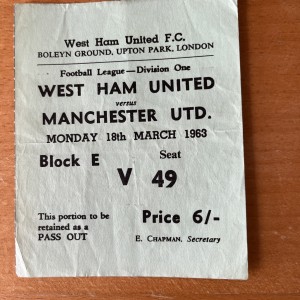 West Ham United F.C.
BOLEYN GROUND, UPTON PARK, LONDON
Football League — Division One
WEST HAM UNITED
versus
MANCHESTER UTD.
MONDAY 18th MARCH 1963
Block E Seat
V 49
This portion to be
retained as a
PASS OUT
Price 6/-
E. CHAPMAN, Secretary